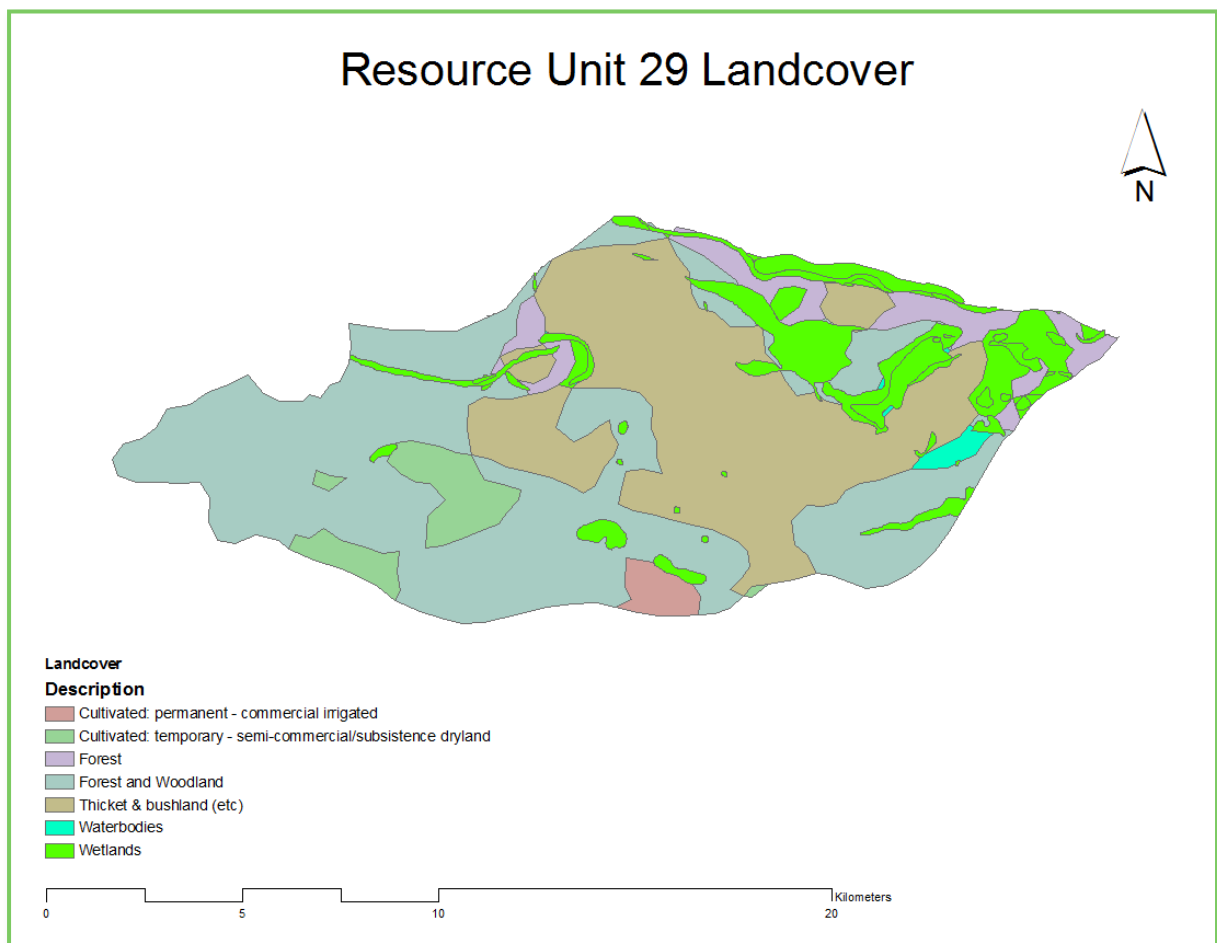 Resource Unit 29 Landcover
N
Landcover
Description
Cultivated: permanent - commercial irrigated
Cultivated: temporary - semi-commercial/subsistence dryland
Forest
Forest and Woodland
Thicket & bushland (etc)
Waterbodies
Wetlands
Kilometers
0 5 10 20